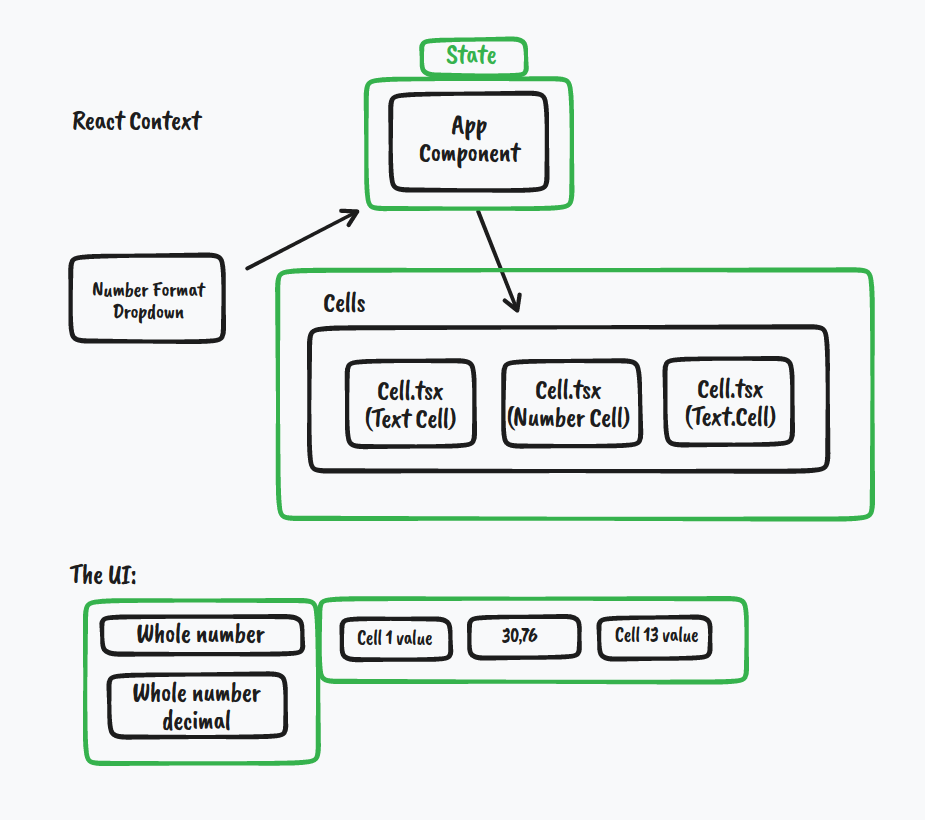 State
React Context
App
Component
Number Format
Dropdown
Cells
Cell.tsx
(Text Cell)
Cell.tsx
(Number Cell)
Cell.tsx
(Text.Cell)
The UI:
Whole number
Cell 1 value
30,76
Cell 13 value
Whole number
decimal